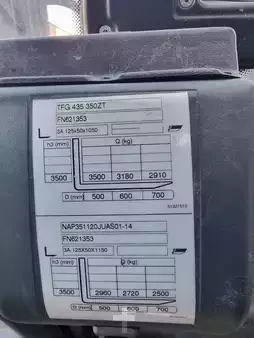 TFG 435 350ZT
FN621353
3A 125x50x1050
h3 (mm) Q (kg)
3500 3500 3180 2910
D (mm) 500 600 700
NAP351120JUAS01-14
FN621353
3A 125X50X1150
h3 (mm) Q (kg)
3500 2960 2720 2500
D (mm) 500 600 700